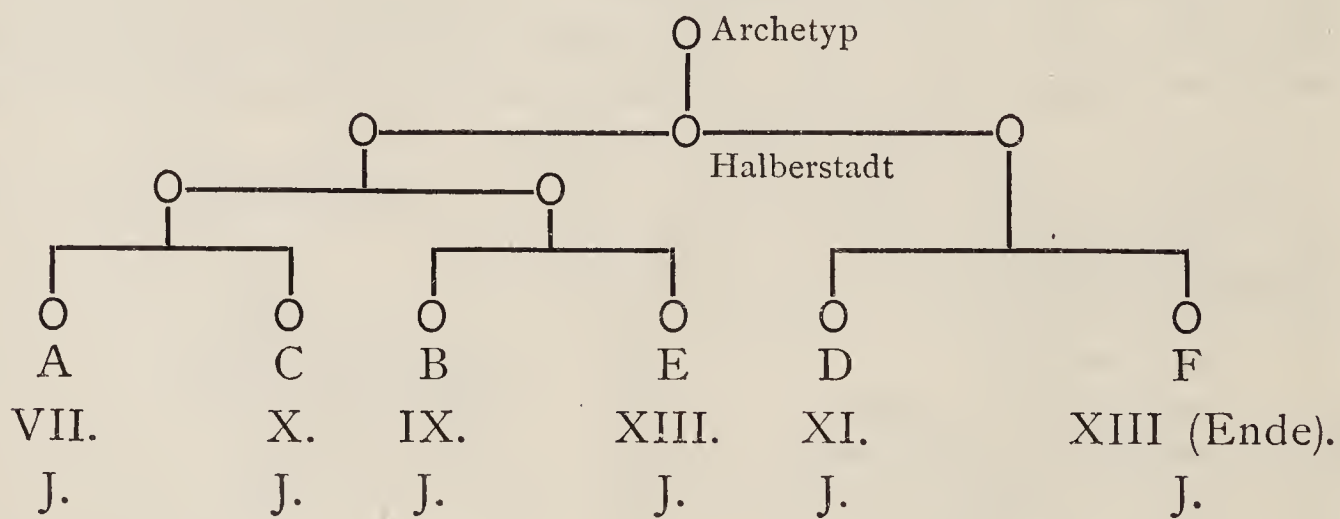 Archetyp
Halberstadt
A C B E D F
VII. X. IX. XIII. XI. XIII (Ende).
J. J. J. J. J. J.